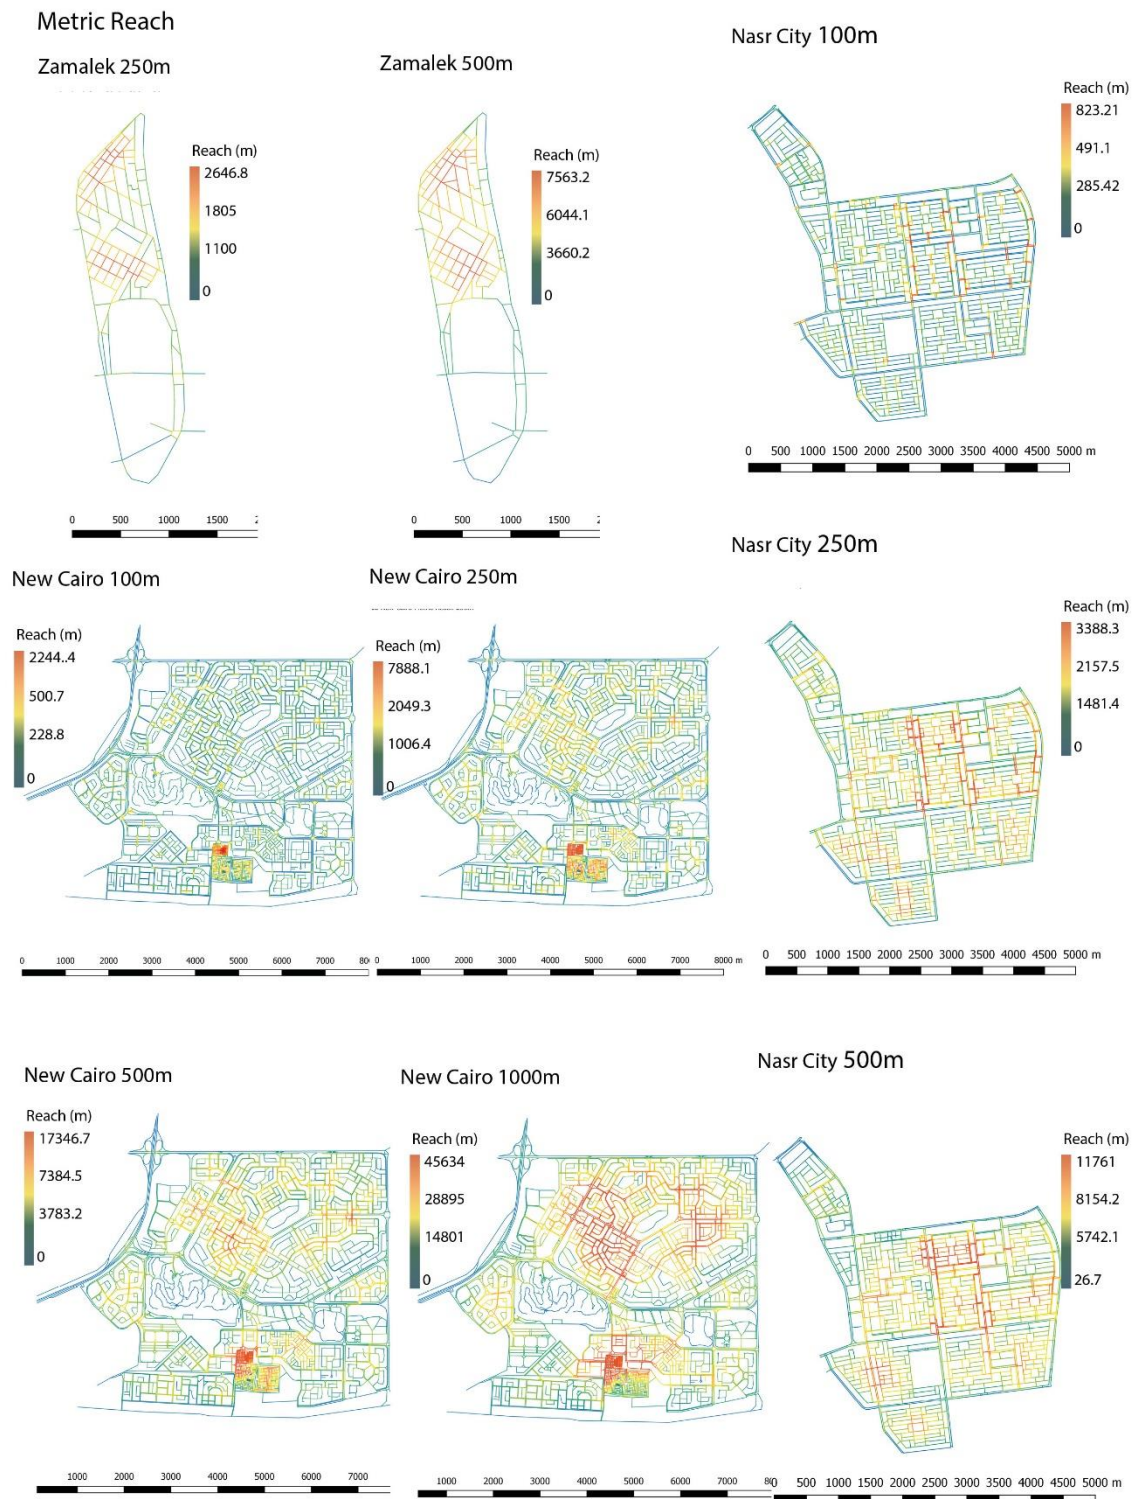 Metric Reach
Zamalek 250m
Reach (m)
2646.8
1805
1100
0
0 500 1000 1500
Zamalek 500m
Reach (m)
7563.2
6044.1
3660.2
0
0 500 1000 1500
Nasr City 100m
Reach (m)
823.21
491.1
285.42
0
0 500 1000 1500 2000 2500 3000 3500 4000 4500 5000 m
New Cairo 100m
Reach (m)
2244..4
500.7
228.8
0
0 1000 2000 3000 4000 5000 6000 7000
New Cairo 250m
Reach (m)
7888.1
2049.3
1006.4
0
0 1000 2000 3000 4000 5000 6000 7000 8000 m
Nasr City 250m
Reach (m)
3388.3
2157.5
1481.4
0
0 500 1000 1500 2000 2500 3000 3500 4000 4500 5000 m
New Cairo 500m
Reach (m)
17346.7
7384.5
3783.2
0
1000 2000 3000 4000 5000 6000 7000
New Cairo 1000m
Reach (m)
45634
28895
14801
0
1000 2000 3000 4000 5000 6000 7000
Nasr City 500m
Reach (m)
11761
8154.2
5742.1
26.7
0 500 1000 1500 2000 2500 3000 3500 4000 4500 5000 m